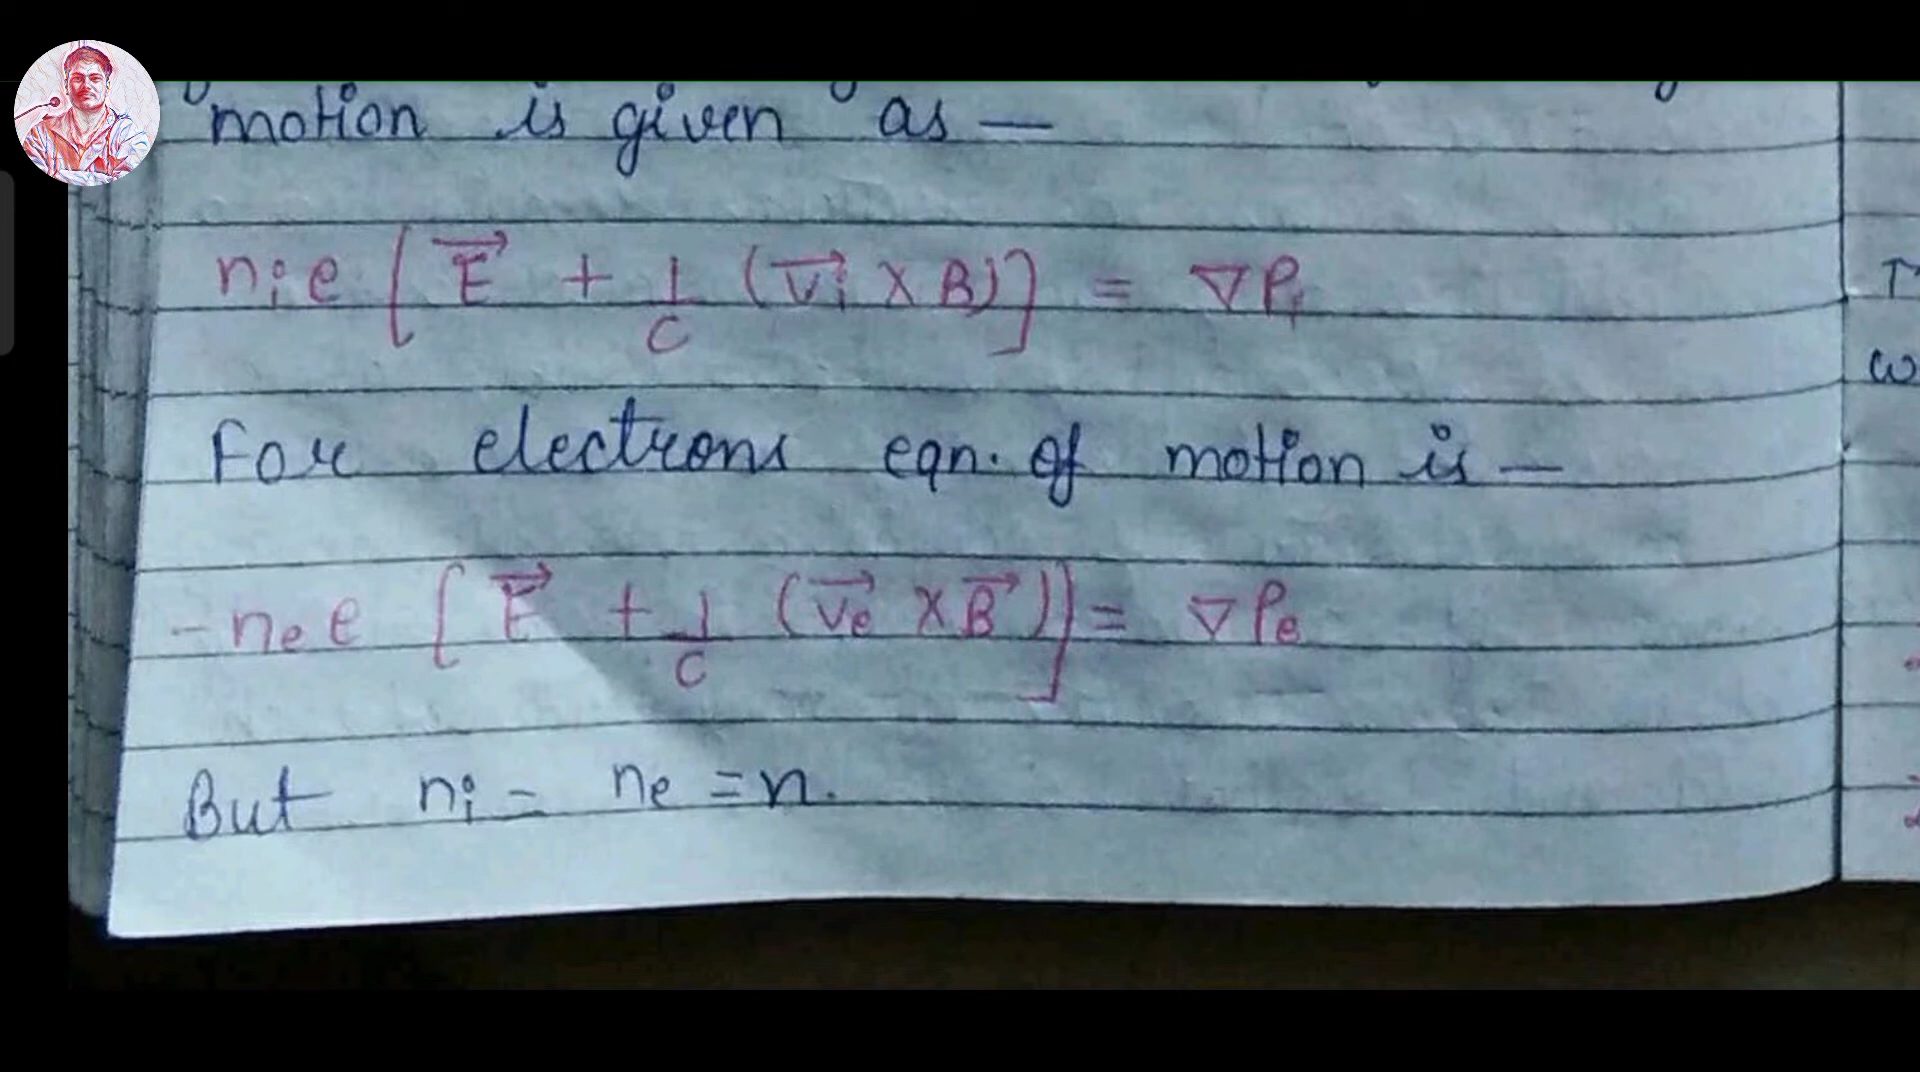 motion is given as —
nᵢe [ E⃗ + 1/c (v⃗ᵢ × B)] = ∇Pᵢ
For electrons eqn. of motion is —
- nₑe [ E⃗ + 1/c (v⃗ₑ × B⃗ )] = ∇Pₑ
But nᵢ = nₑ = n.